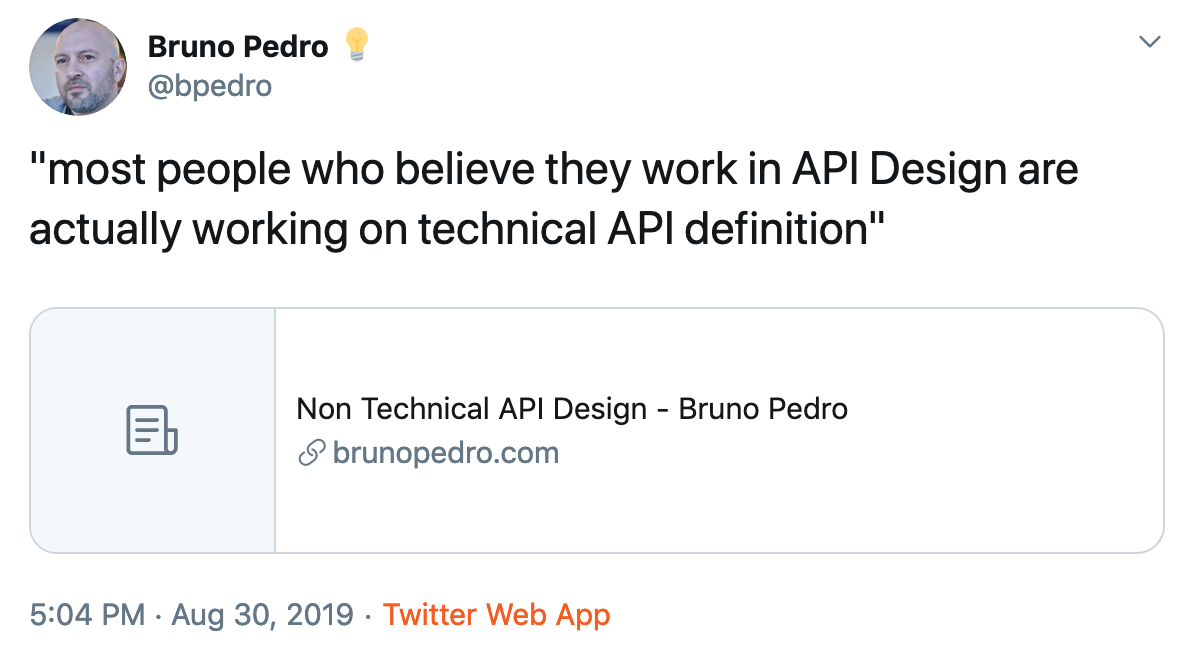 Bruno Pedro
@bpedro
"most people who believe they work in API Design are
actually working on technical API definition"
Non Technical API Design - Bruno Pedro
brunopedro.com
5:04 PM · Aug 30, 2019 · Twitter Web App